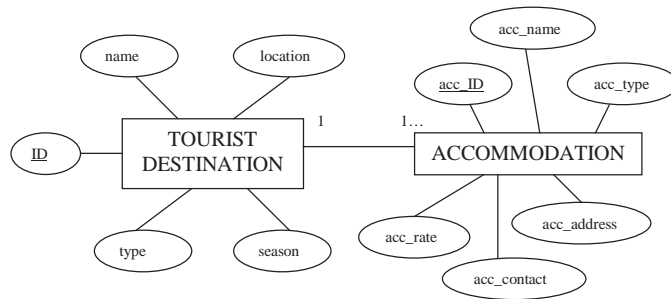 acc_name
name
location
acc_ID
acc_type
1
1...
TOURIST
DESTINATION
ACCOMMODATION
ID
acc_rate
acc_address
type
season
acc_contact